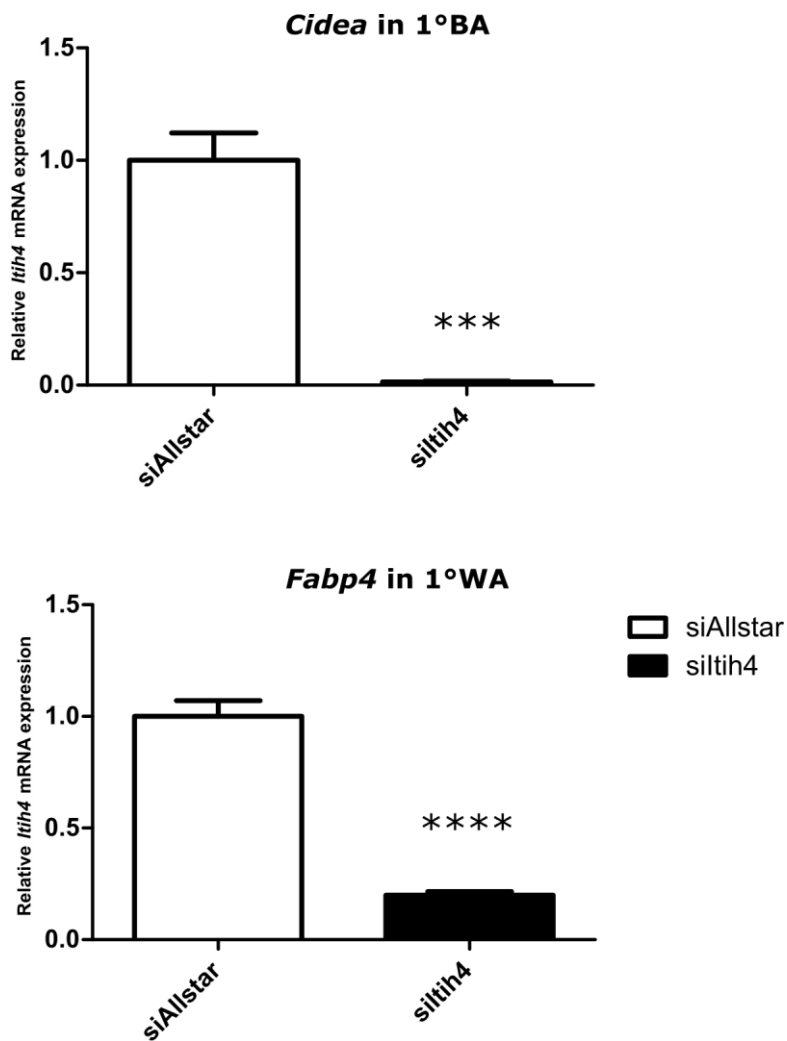 Cidea in 1°BA
Relative Itih4 mRNA expression
1.5
1.0
0.5
0.0
***
siAllstar
siItih4
Fabp4 in 1°WA
Relative Itih4 mRNA expression
1.5
1.0
0.5
0.0
****
siAllstar
siItih4
siAllstar
siItih4